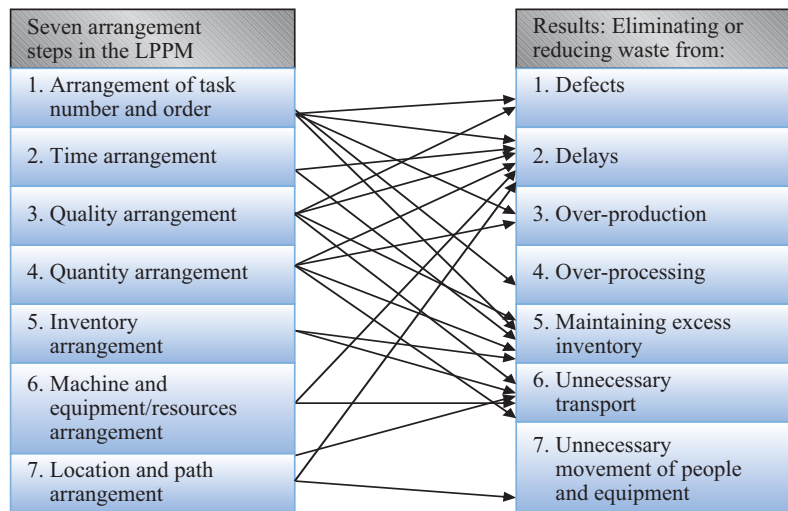 Seven arrangement
steps in the LPPM
1. Arrangement of task
number and order
2. Time arrangement
3. Quality arrangement
4. Quantity arrangement
5. Inventory
arrangement
6. Machine and
equipment/resources
arrangement
7. Location and path
arrangement
Results: Eliminating or
reducing waste from:
1. Defects
2. Delays
3. Over-production
4. Over-processing
5. Maintaining excess
inventory
6. Unnecessary
transport
7. Unnecessary
movement of people
and equipment